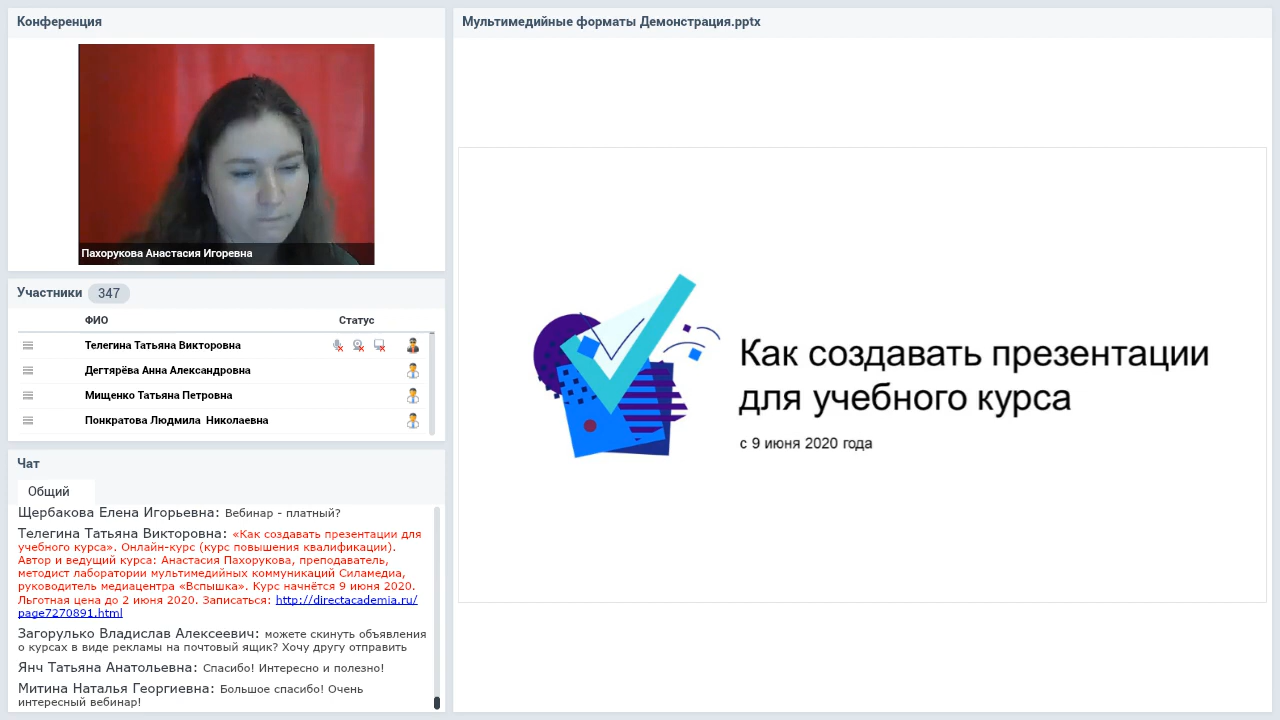 Конференция
Пахорукова Анастасия Игоревна
Участники 347
ФИО Статус
Телегина Татьяна Викторовна
Дегтярёва Анна Александровна
Мищенко Татьяна Петровна
Понкратова Людмила Николаевна
Чат
Общий
Щербакова Елена Игорьевна: Вебинар - платный?
Телегина Татьяна Викторовна: «Как создавать презентации для
учебного курса». Онлайн-курс (курс повышения квалификации).
Автор и ведущий курса: Анастасия Пахорукова, преподаватель,
методист лаборатории мультимедийных коммуникаций Силамедиа,
руководитель медиацентра «Вспышка». Курс начнётся 9 июня 2020.
Льготная цена до 2 июня 2020. Записаться: http://directacademia.ru/
page7270891.html
Загорулько Владислав Алексеевич: можете скинуть объявления
о курсах в виде рекламы на почтовый ящик? Хочу другу отправить
Янч Татьяна Анатольевна: Спасибо! Интересно и полезно!
Митина Наталья Георгиевна: Большое спасибо! Очень
интересный вебинар!
Мультимедийные форматы Демонстрация.pptx
Как создавать презентации
для учебного курса
с 9 июня 2020 года